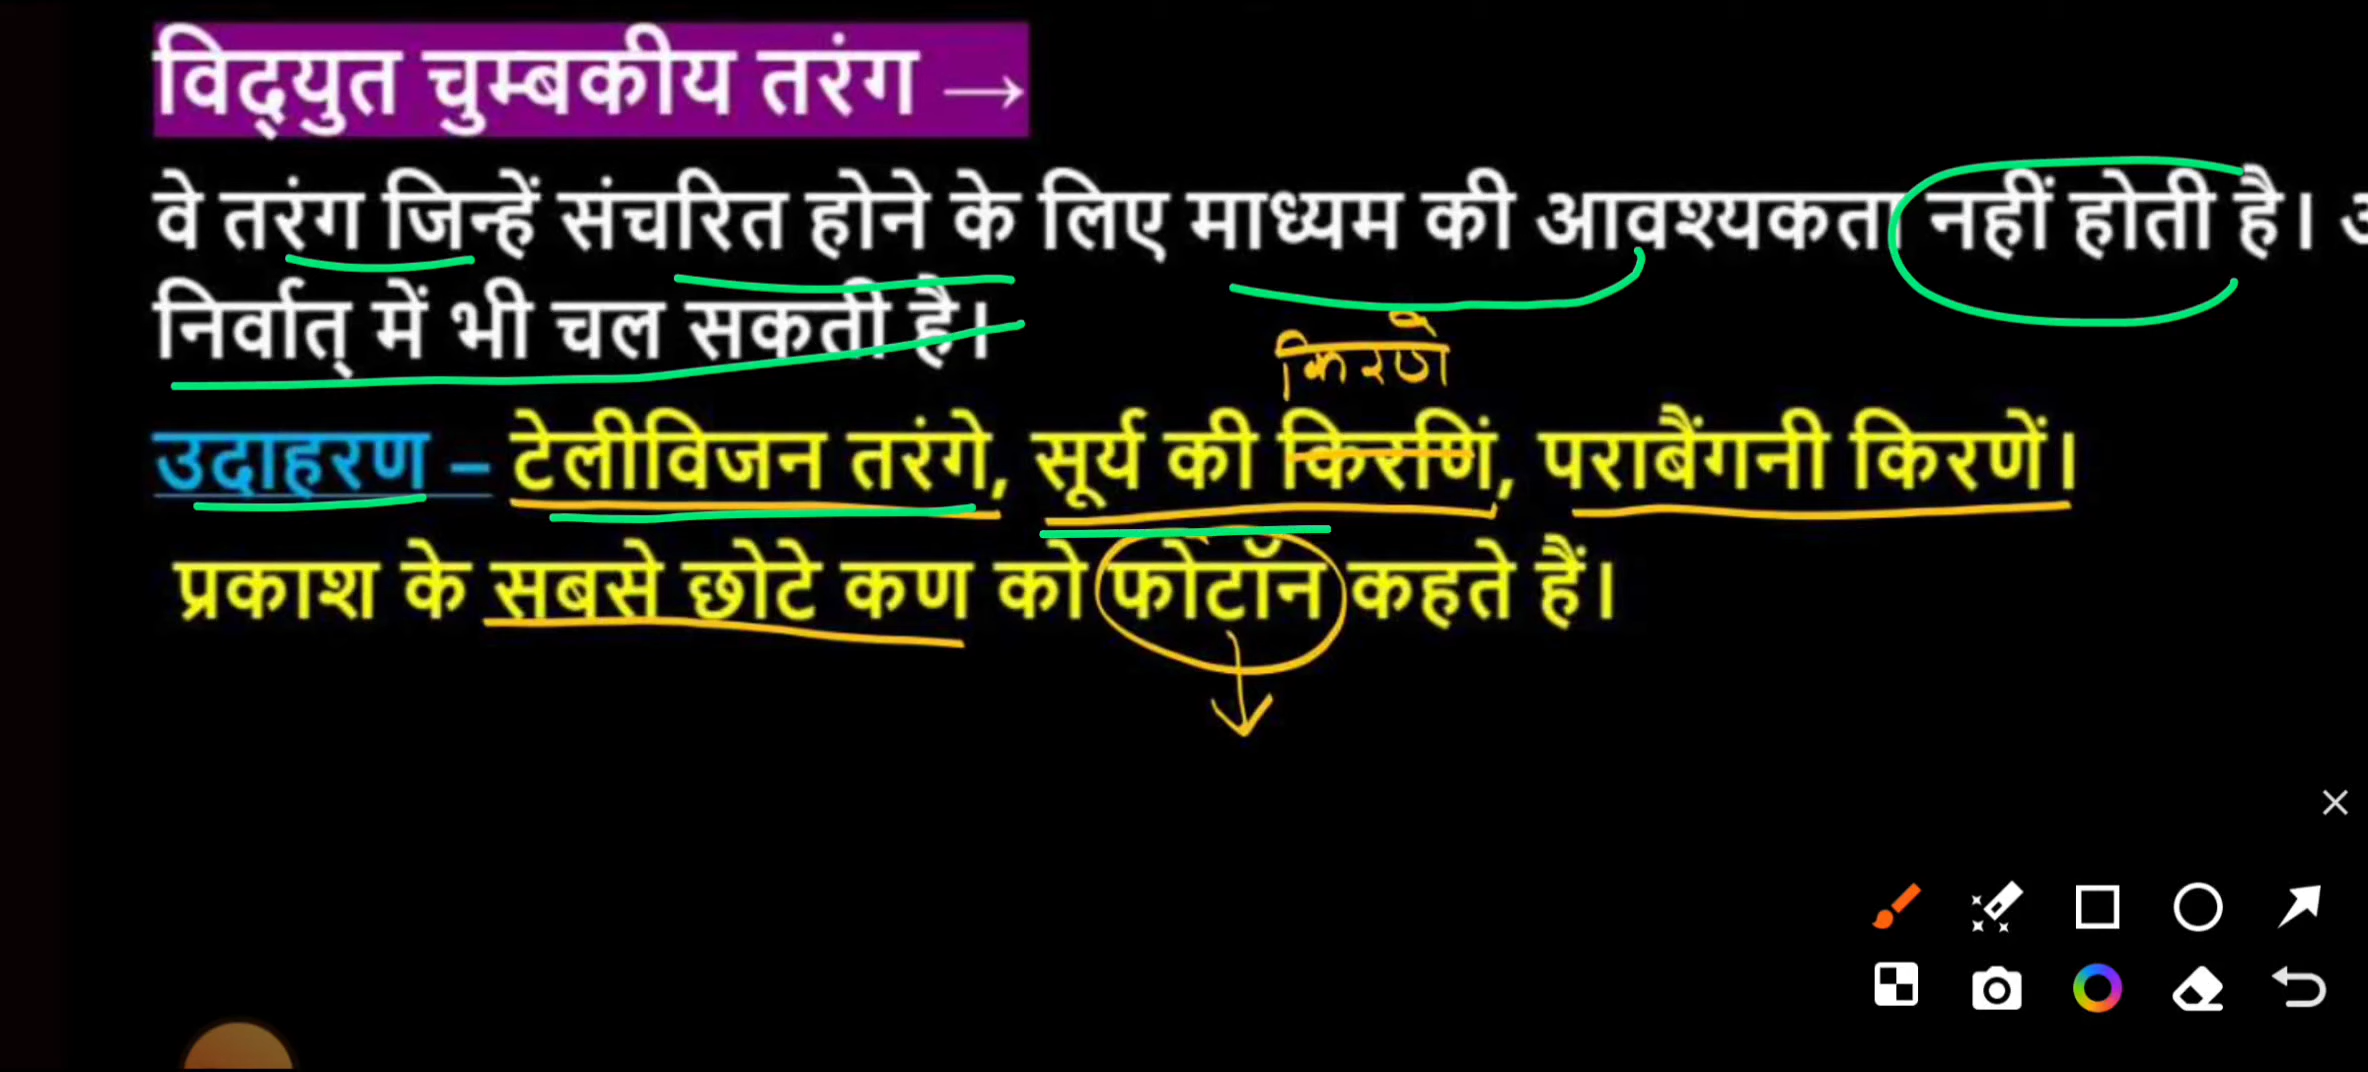 विद्युत चुम्बकीय तरंग →
वे तरंग जिन्हें संचरित होने के लिए माध्यम की आवश्यकता नहीं होती है।
निर्वात् में भी चल सकती है।
किरणे
उदाहरण – टेलीविजन तरंगे, सूर्य की किरणिं, पराबैंगनी किरणें।
प्रकाश के सबसे छोटे कण को फोटॉन कहते हैं।